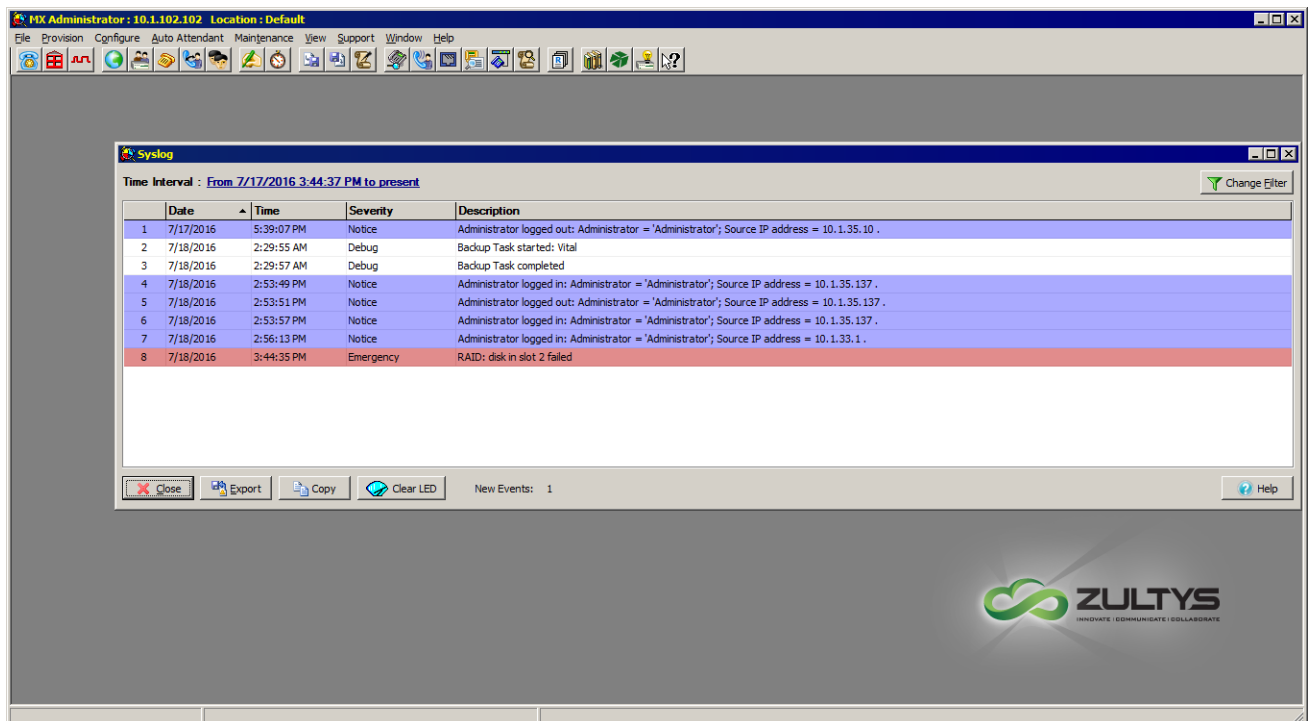 MX Administrator : 10.1.102.102 Location : Default
File Provision Configure Auto Attendant Maintenance View Support Window Help
Syslog
Time Interval : From 7/17/2016 3:44:37 PM to present
Change Filter
Date Time Severity Description
1 7/17/2016 5:39:07 PM Notice Administrator logged out: Administrator = 'Administrator'; Source IP address = 10.1.35.10 .
2 7/18/2016 2:29:55 AM Debug Backup Task started: Vital
3 7/18/2016 2:29:57 AM Debug Backup Task completed
4 7/18/2016 2:53:49 PM Notice Administrator logged in: Administrator = 'Administrator'; Source IP address = 10.1.35.137 .
5 7/18/2016 2:53:51 PM Notice Administrator logged out: Administrator = 'Administrator'; Source IP address = 10.1.35.137 .
6 7/18/2016 2:53:57 PM Notice Administrator logged in: Administrator = 'Administrator'; Source IP address = 10.1.35.137 .
7 7/18/2016 2:56:13 PM Notice Administrator logged in: Administrator = 'Administrator'; Source IP address = 10.1.33.1 .
8 7/18/2016 3:44:35 PM Emergency RAID: disk in slot 2 failed
Close Export Copy Clear LED New Events: 1 Help
ZULTYS
INNOVATE | COMMUNICATE | COLLABORATE